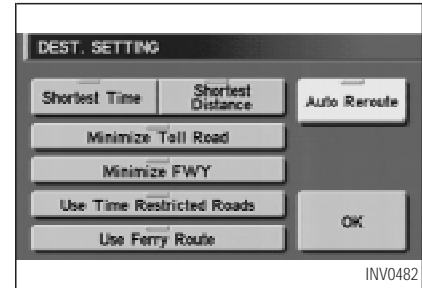 DEST. SETTING
Shortest Time
Shortest
Distance
Auto Reroute
Minimize Toll Road
Minimize FWY
Use Time Restricted Roads
Use Ferry Route
OK
INV0482